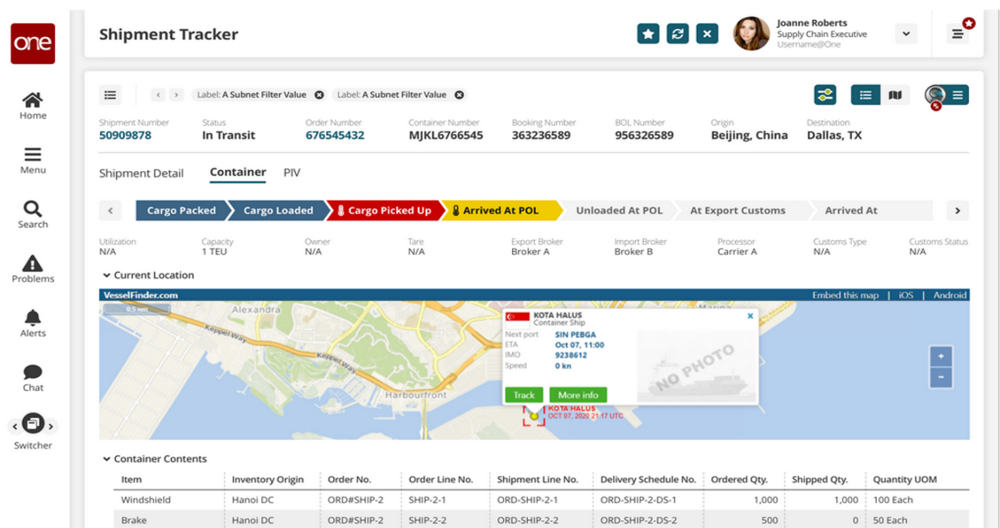 one
Shipment Tracker
Joanne Roberts
Supply Chain Executive
Username@One
Home
Menu
Search
Problems
Alerts
Chat
Switcher
Label: A Subnet Filter Value Label: A Subnet Filter Value
Shipment Number Status Order Number Container Number Booking Number BOL Number Origin Destination
50909878 In Transit 676545432 MJKL6766545 363236589 956326589 Beijing, China Dallas, TX
Shipment Detail Container PIV
Cargo Packed Cargo Loaded Cargo Picked Up Arrived At POL Unloaded At POL At Export Customs Arrived At
Utilization Capacity Owner Tare Export Broker Import Broker Processor Customs Type Customs Status
N/A 1 TEU N/A N/A Broker A Broker B Carrier A N/A N/A
Current Location
VesselFinder.com Embed this map | iOS | Android
0.5 nm
Alexandra
Keppel Way
Keppel Way
Harbourfront
Marina
KOTA HALUS
Container Ship
Next port SIN PEBGA
ETA Oct 07, 11:00
IMO 9238612
Speed 0 kn
NO PHOTO
Track More info
+
-
KOTA HALUS
OCT 07, 2020 21:17 UTC
Container Contents
Item Inventory Origin Order No. Order Line No. Shipment Line No. Delivery Schedule No. Ordered Qty. Shipped Qty. Quantity UOM
Windshield Hanoi DC ORD#SHIP-2 SHIP-2-1 ORD-SHIP-2-1 ORD-SHIP-2-DS-1 1,000 1,000 100 Each
Brake Hanoi DC ORD#SHIP-2 SHIP-2-2 ORD-SHIP-2-2 ORD-SHIP-2-DS-2 500 0 50 Each